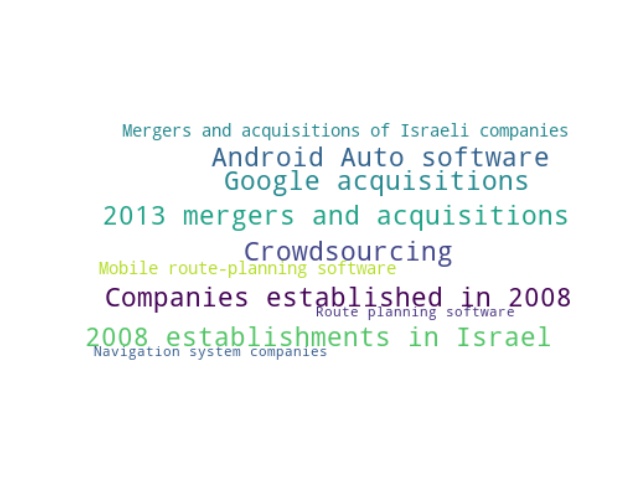 Mergers and acquisitions of Israeli companies
Android Auto software
Google acquisitions
2013 mergers and acquisitions
Crowdsourcing
Mobile route-planning software
Companies established in 2008
Route planning software
2008 establishments in Israel
Navigation system companies